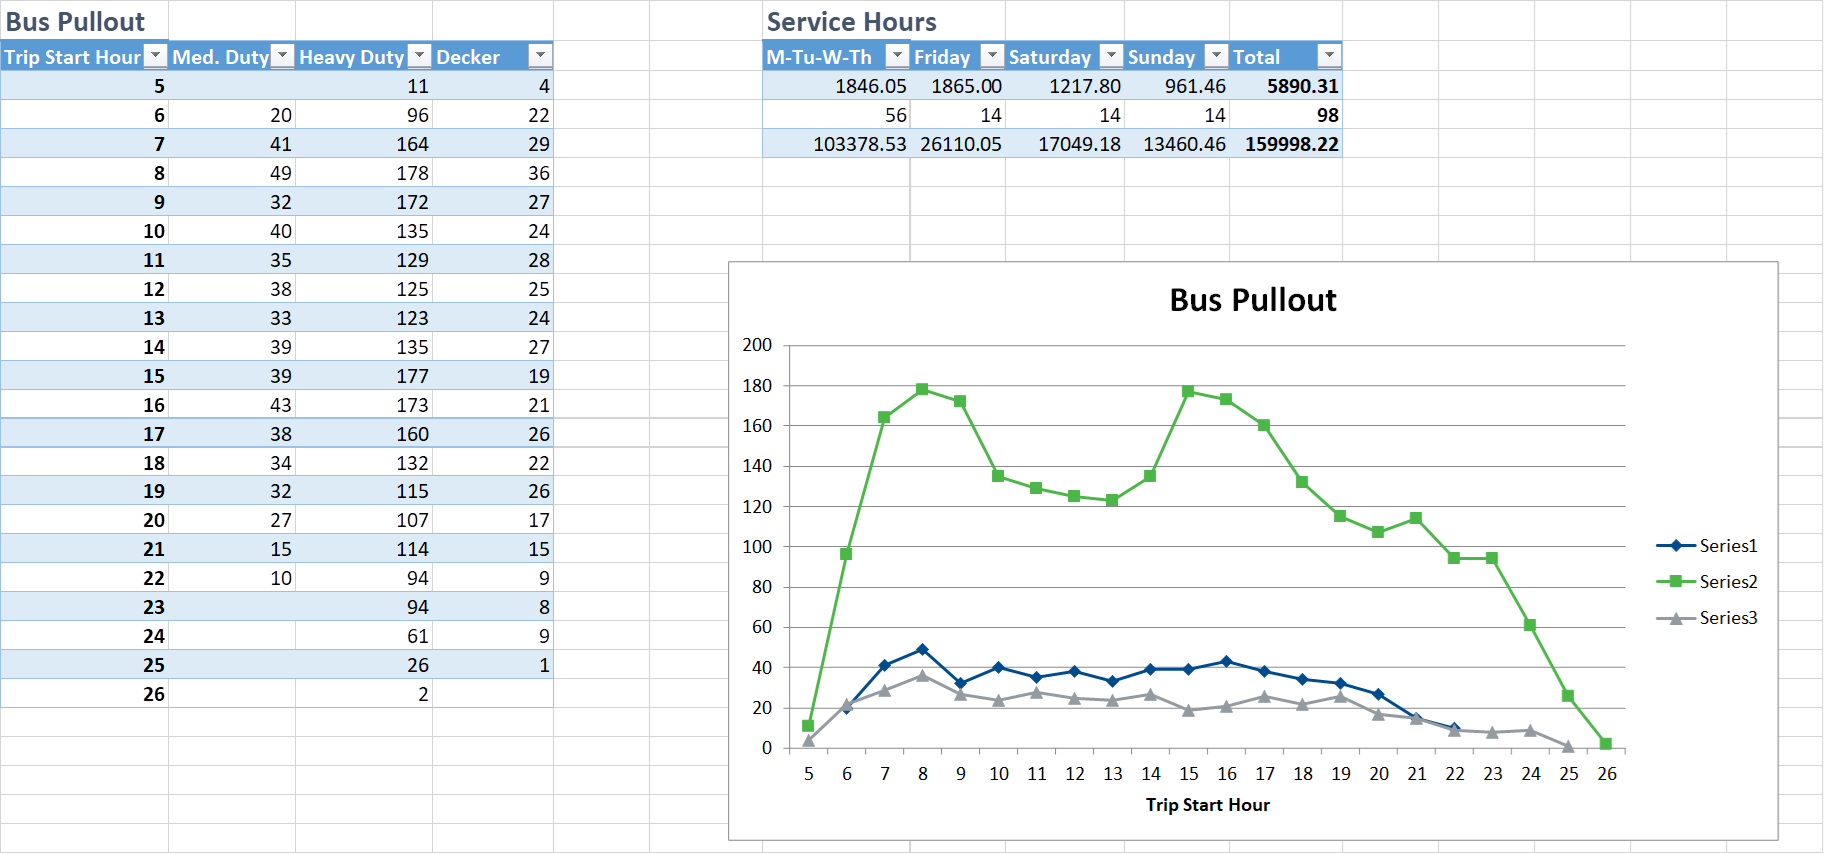 Bus Pullout
Trip Start Hour Med. Duty Heavy Duty Decker
5 11 4
6 20 96 22
7 41 164 29
8 49 178 36
9 32 172 27
10 40 135 24
11 35 129 28
12 38 125 25
13 33 123 24
14 39 135 27
15 39 177 19
16 43 173 21
17 38 160 26
18 34 132 22
19 32 115 26
20 27 107 17
21 15 114 15
22 10 94 9
23 94 8
24 61 9
25 26 1
26 2
Service Hours
M-Tu-W-Th Friday Saturday Sunday Total
1846.05 1865.00 1217.80 961.46 5890.31
56 14 14 14 98
103378.53 26110.05 17049.18 13460.46 159998.22
Bus Pullout
200
180
160
140
120
100
80
60
40
20
0
5 6 7 8 9 10 11 12 13 14 15 16 17 18 19 20 21 22 23 24 25 26
Trip Start Hour
Series1
Series2
Series3